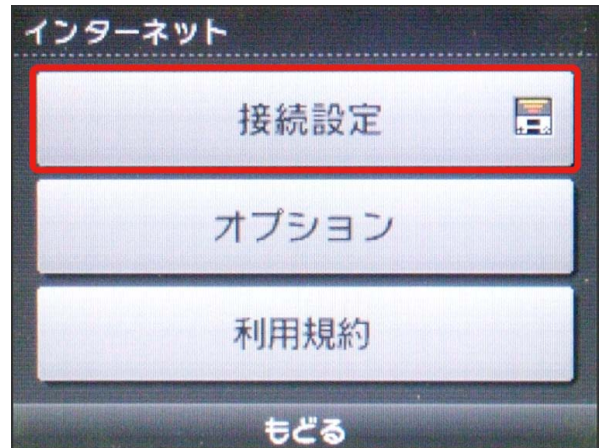 インターネット
接続設定
オプション
利用規約
もどる